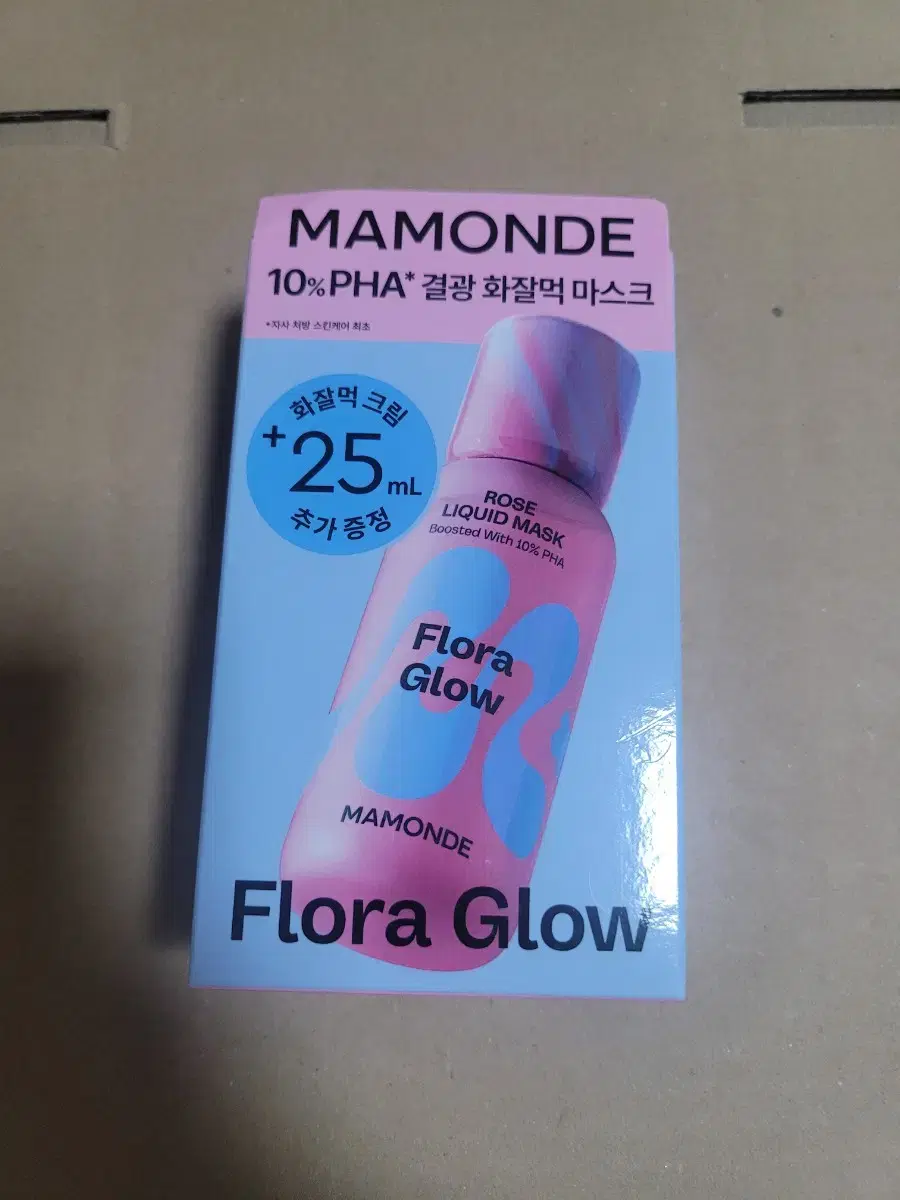 MAMONDE
10% PHA* 결광 화잘먹 마스크
*자사 처방 스킨케어 최초
화잘먹 크림
+25 mL
추가 증정
ROSE
LIQUID MASK
Boosted With 10% PHA
Flora
Glow
MAMONDE
Flora Glow